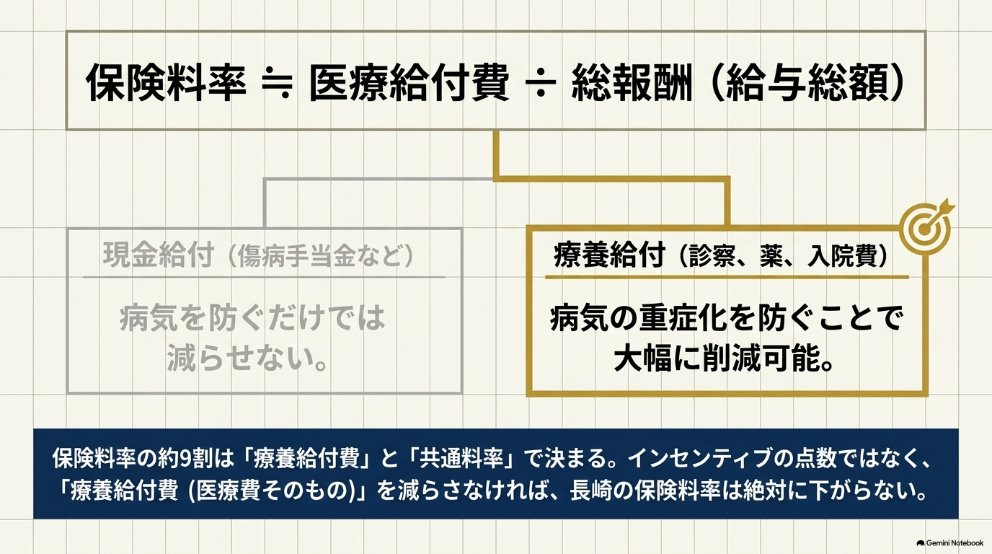 保険料率 ≒ 医療給付費 ÷ 総報酬（給与総額）
現金給付（傷病手当金など）
病気を防ぐだけでは
減らせない。
療養給付（診察、薬、入院費）
病気の重症化を防ぐことで
大幅に削減可能。
保険料率の約9割は「療養給付費」と「共通料率」で決まる。インセンティブの点数ではなく、
「療養給付費（医療費そのもの）」を減らさなければ、長崎の保険料率は絶対に下がらない。
Gemini Notebook